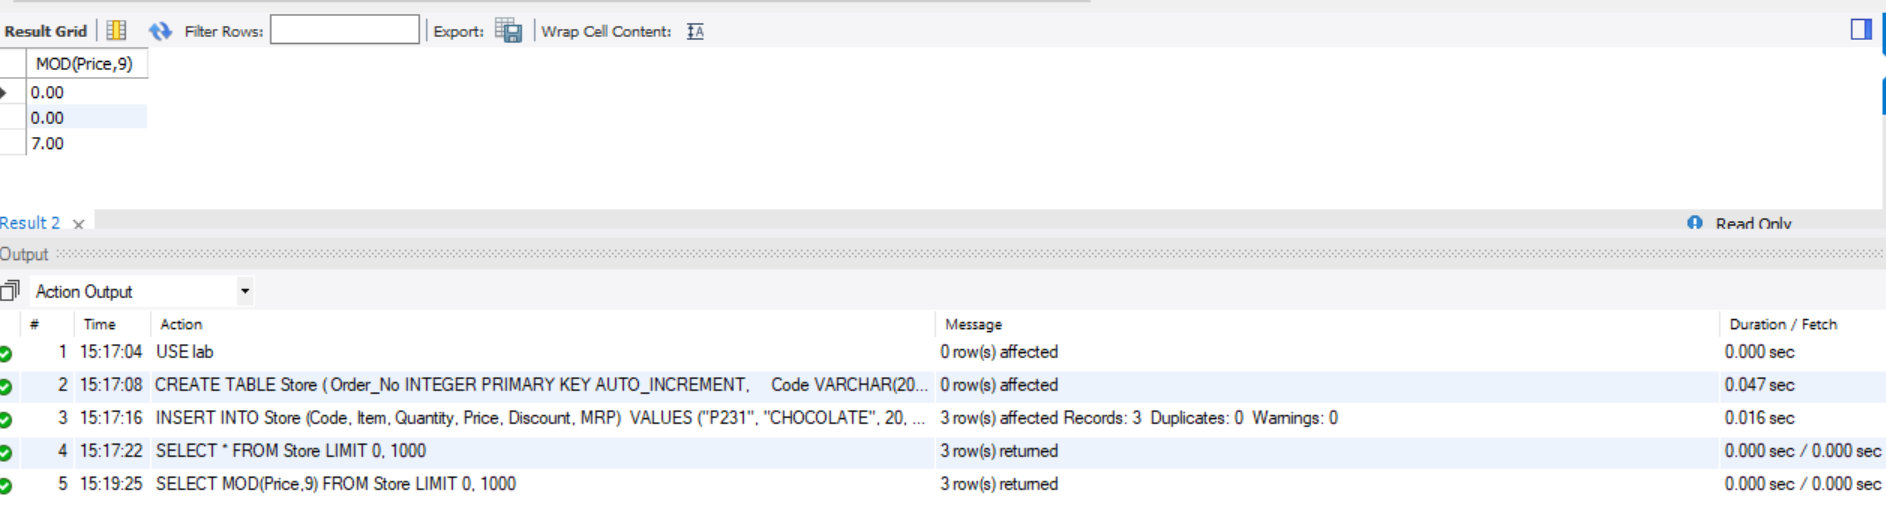 Result Grid Filter Rows: Export: Wrap Cell Content: IA
MOD(Price,9)
0.00
0.00
7.00
Result 2 × Read Only
Output
Action Output
# Time Action Message Duration / Fetch
1 15:17:04 USE lab 0 row(s) affected 0.000 sec
2 15:17:08 CREATE TABLE Store ( Order_No INTEGER PRIMARY KEY AUTO_INCREMENT, Code VARCHAR(20... 0 row(s) affected 0.047 sec
3 15:17:16 INSERT INTO Store (Code, Item, Quantity, Price, Discount, MRP) VALUES ("P231", "CHOCOLATE", 20, ... 3 row(s) affected Records: 3 Duplicates: 0 Warnings: 0 0.016 sec
4 15:17:22 SELECT * FROM Store LIMIT 0, 1000 3 row(s) returned 0.000 sec / 0.000 sec
5 15:19:25 SELECT MOD(Price,9) FROM Store LIMIT 0, 1000 3 row(s) returned 0.000 sec / 0.000 sec